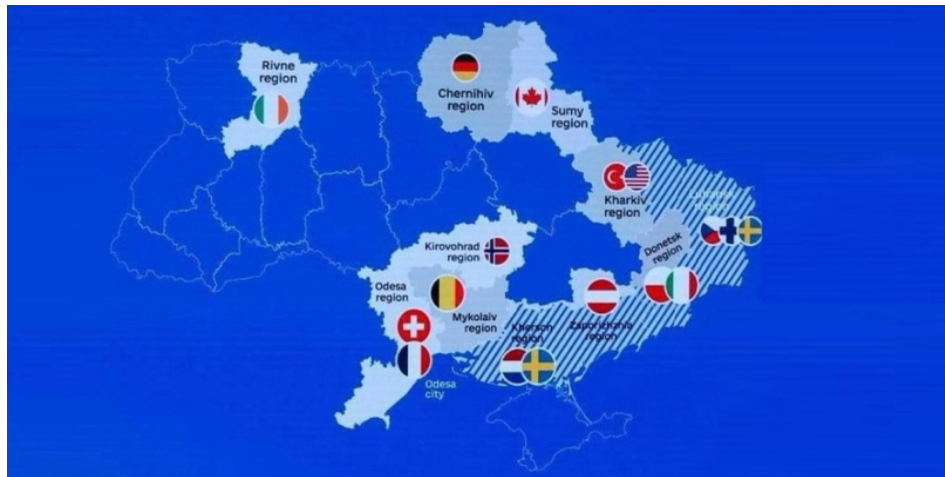 Rivne
region
Chernihiv
region
Sumy
region
Kharkiv
region
Donetsk
region
Kirovohrad
region
Odesa
region
Mykolaiv
region
Kherson
region
Zaporizhzhia
region
Odesa
city